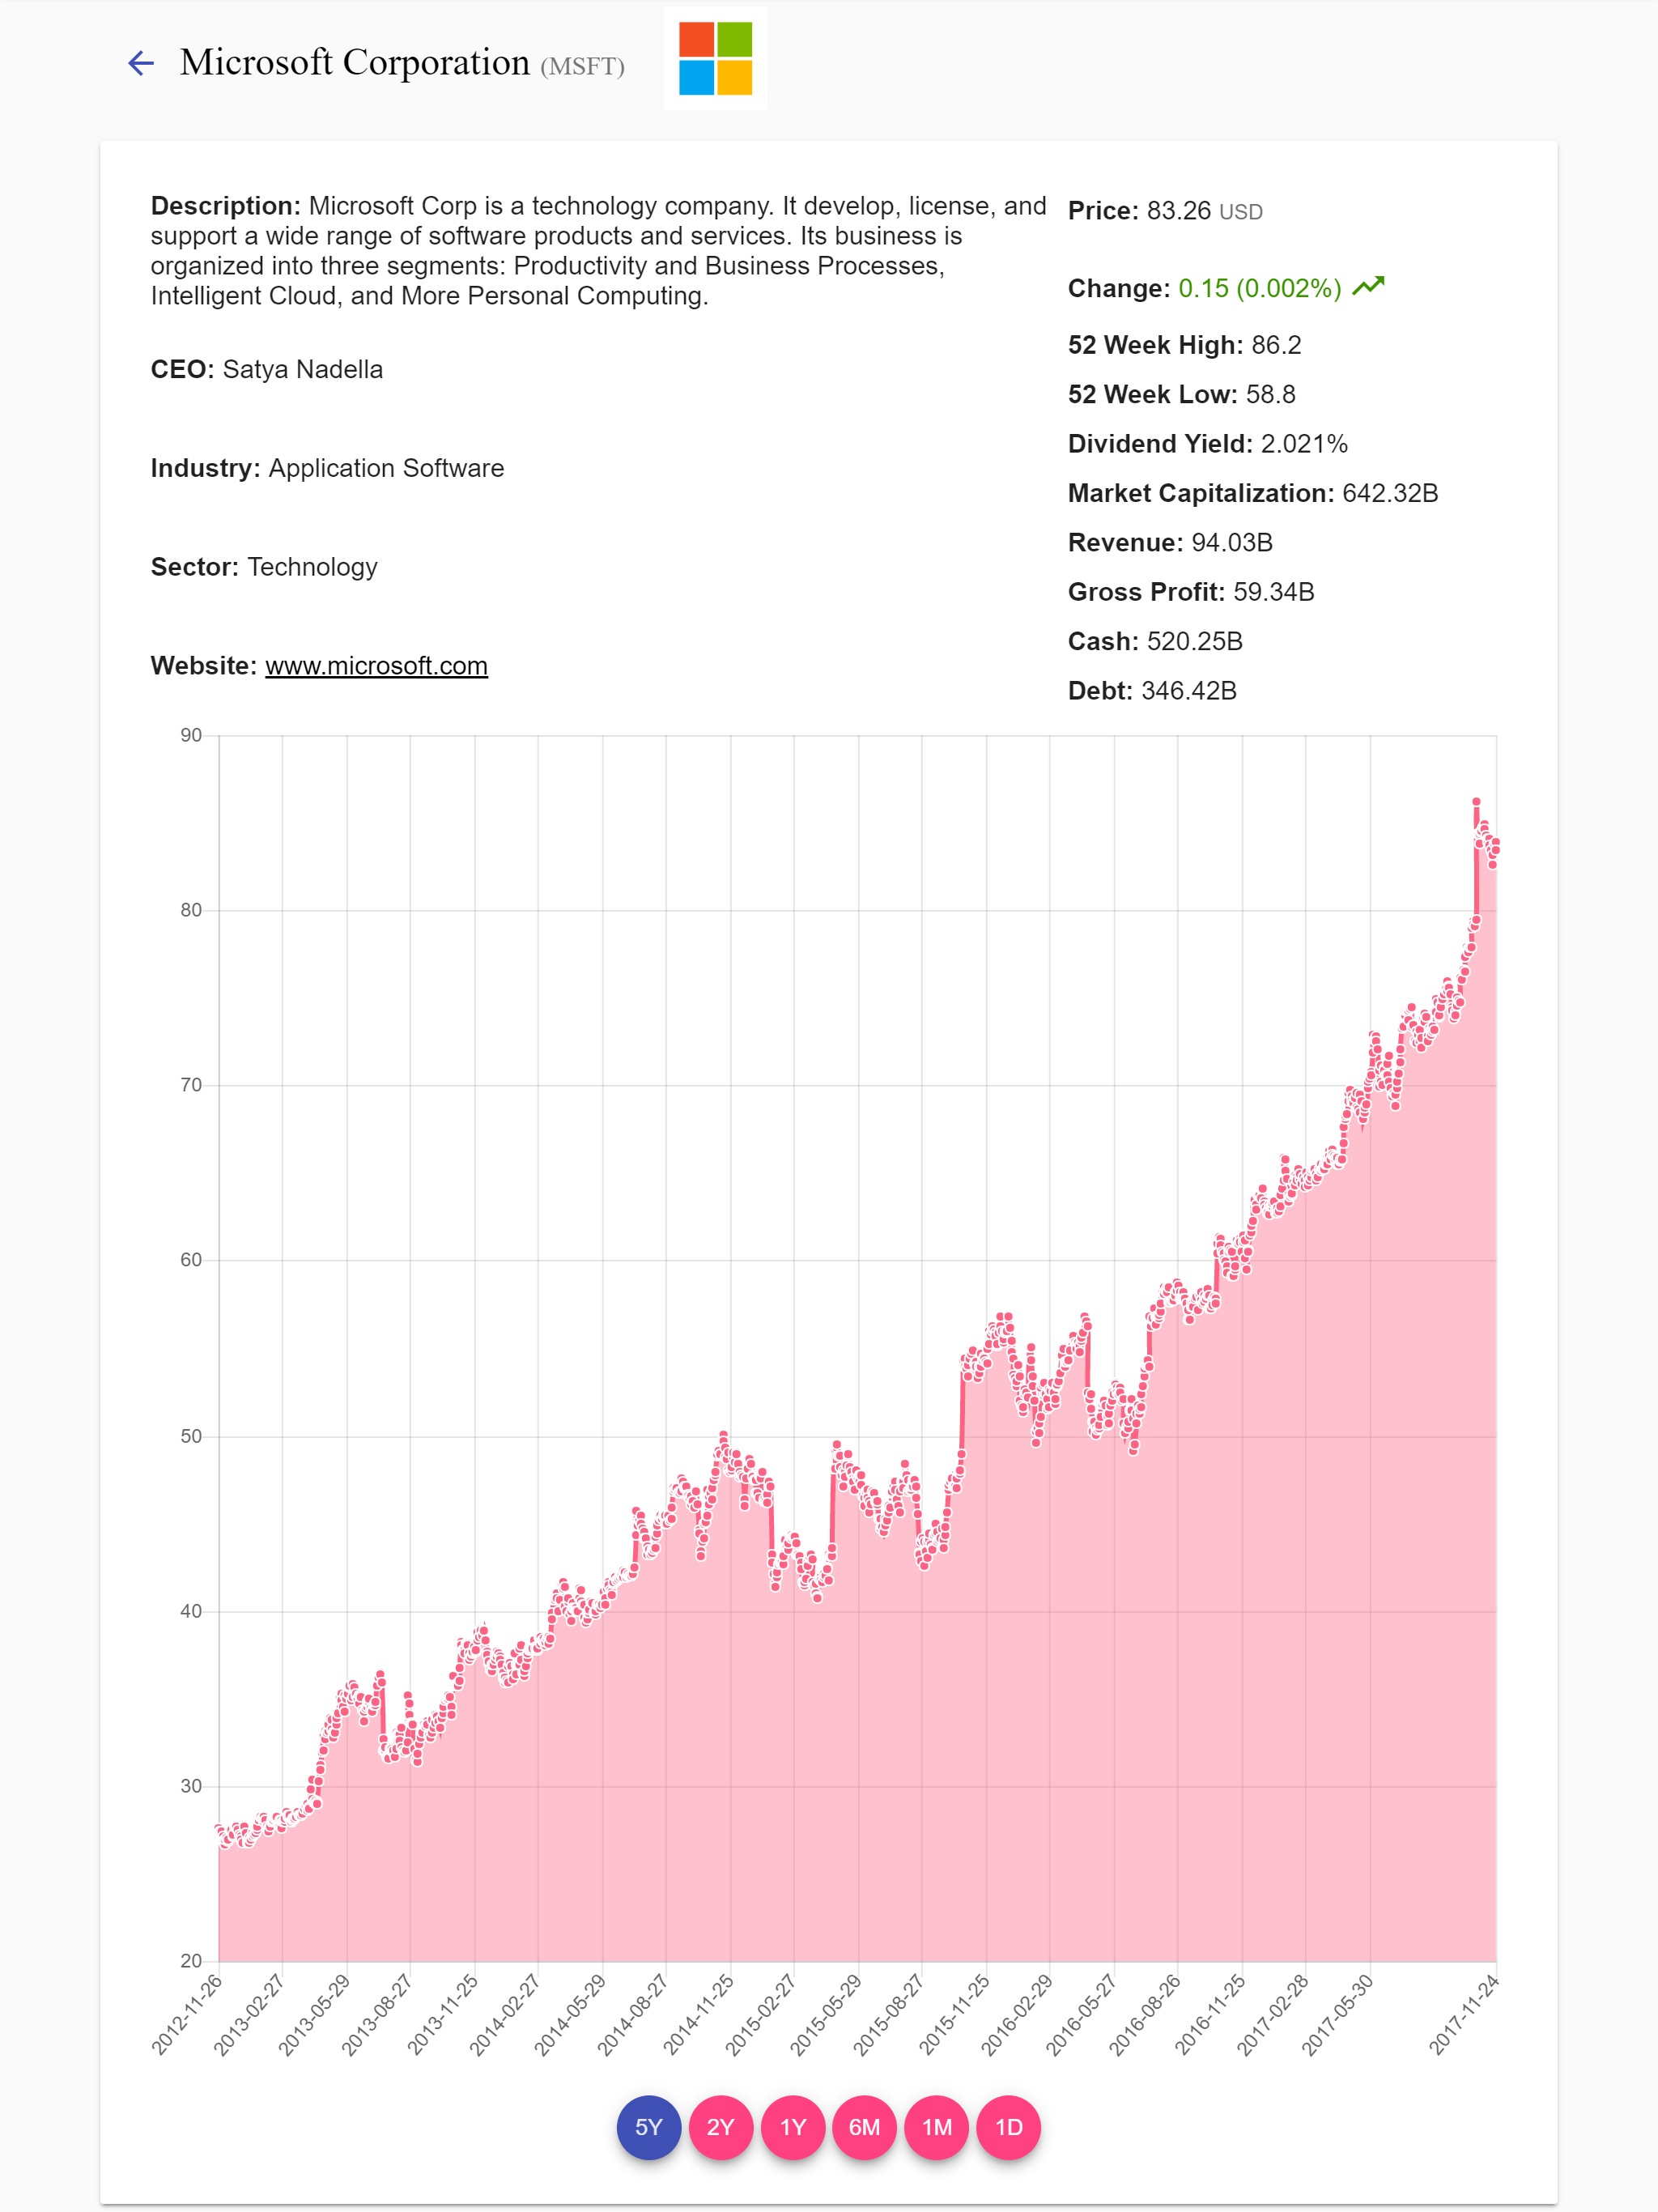 Microsoft Corporation (MSFT)
Description: Microsoft Corp is a technology company. It develop, license, and
support a wide range of software products and services. Its business is
organized into three segments: Productivity and Business Processes,
Intelligent Cloud, and More Personal Computing.
CEO: Satya Nadella
Industry: Application Software
Sector: Technology
Website: www.microsoft.com
Price: 83.26 USD
Change: 0.15 (0.002%)
52 Week High: 86.2
52 Week Low: 58.8
Dividend Yield: 2.021%
Market Capitalization: 642.32B
Revenue: 94.03B
Gross Profit: 59.34B
Cash: 520.25B
Debt: 346.42B
90
80
70
60
50
40
30
20
2012-11-26
2013-02-27
2013-05-29
2013-08-27
2013-11-25
2014-02-27
2014-05-29
2014-08-27
2014-11-25
2015-02-27
2015-05-29
2015-08-27
2015-11-25
2016-02-29
2016-05-27
2016-08-26
2016-11-25
2017-02-28
2017-05-30
2017-11-24
5Y
2Y
1Y
6M
1M
1D